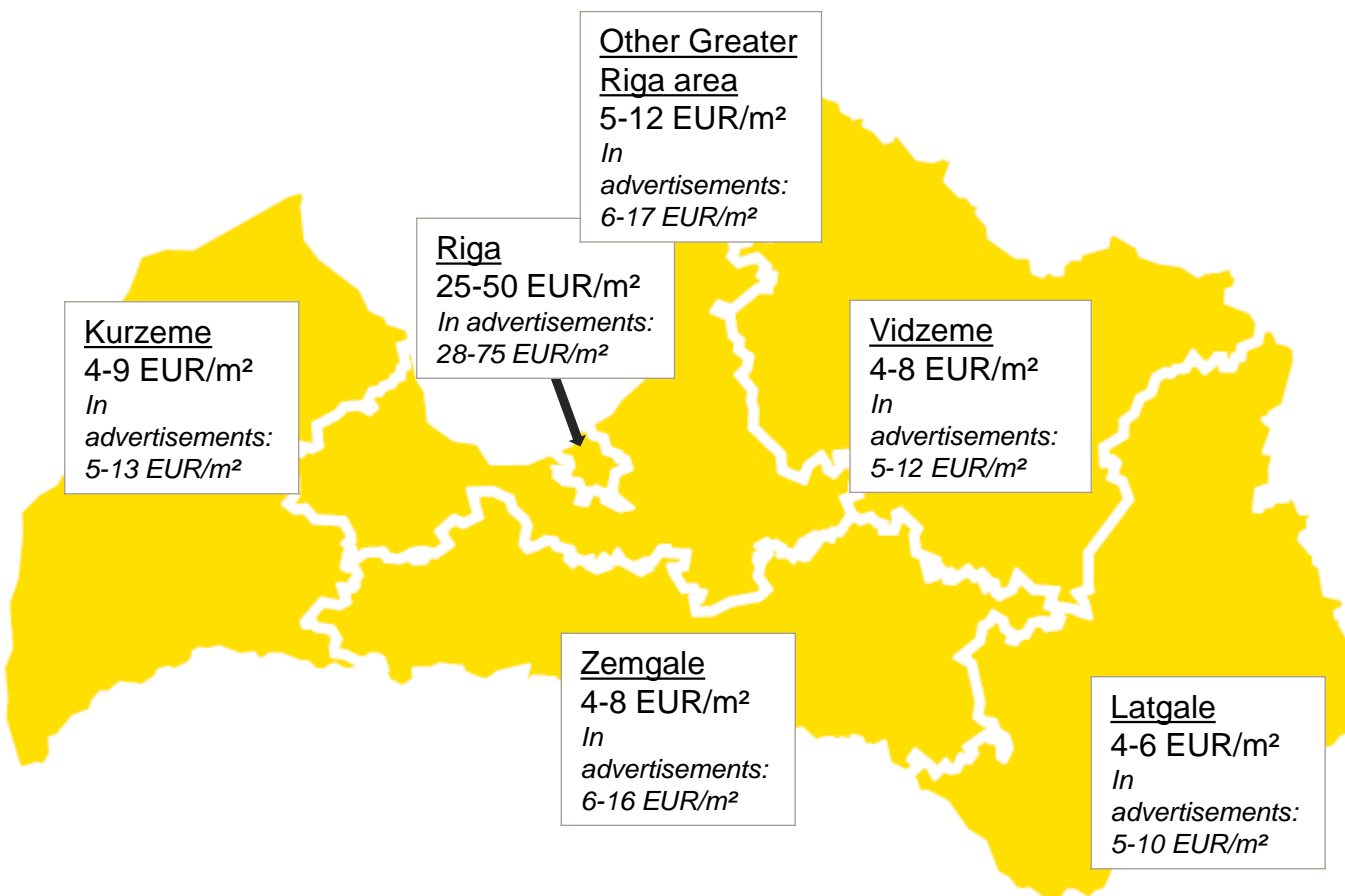 Other Greater
Riga area
5-12 EUR/m²
In
advertisements:
6-17 EUR/m²
Riga
25-50 EUR/m²
In advertisements:
28-75 EUR/m²
Kurzeme
4-9 EUR/m²
In
advertisements:
5-13 EUR/m²
Vidzeme
4-8 EUR/m²
In
advertisements:
5-12 EUR/m²
Zemgale
4-8 EUR/m²
In
advertisements:
6-16 EUR/m²
Latgale
4-6 EUR/m²
In
advertisements:
5-10 EUR/m²